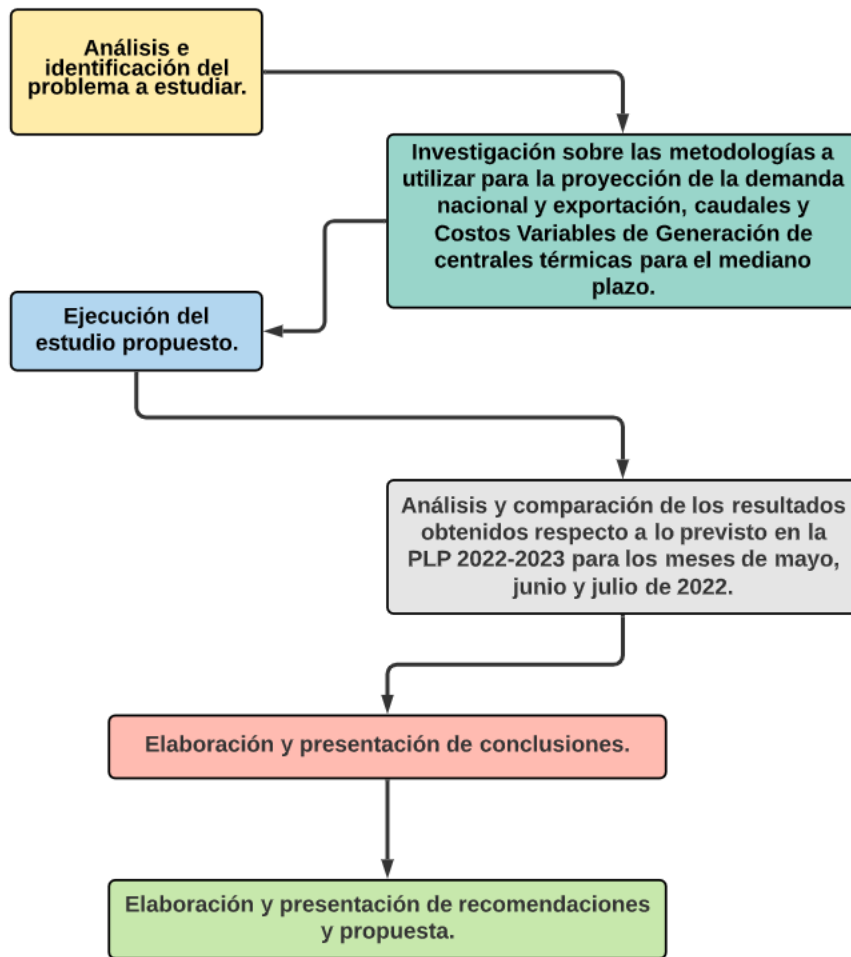 Análisis e
identificación del
problema a estudiar.
Investigación sobre las metodologías a
utilizar para la proyección de la demanda
nacional y exportación, caudales y
Costos Variables de Generación de
centrales térmicas para el mediano
plazo.
Ejecución del
estudio propuesto.
Análisis y comparación de los resultados
obtenidos respecto a lo previsto en la
PLP 2022-2023 para los meses de mayo,
junio y julio de 2022.
Elaboración y presentación de conclusiones.
Elaboración y presentación de recomendaciones
y propuesta.